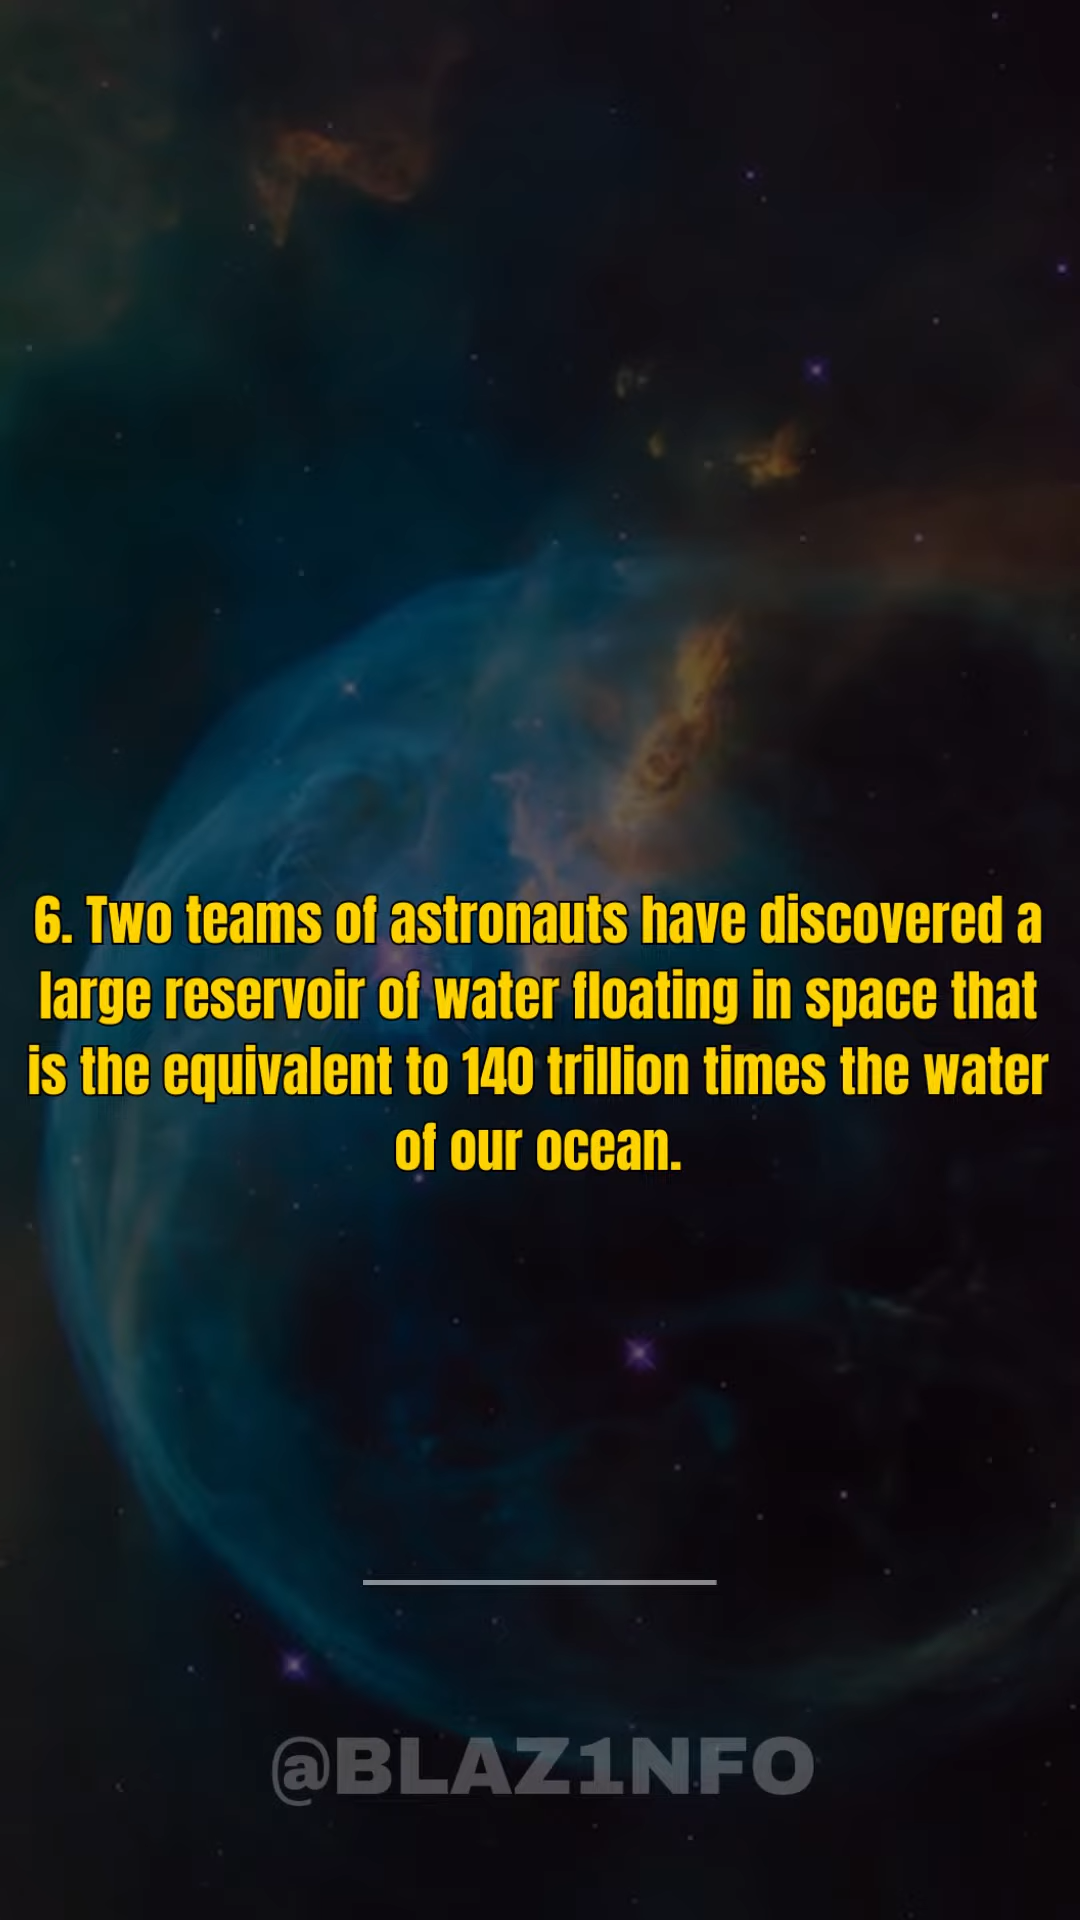 6. Two teams of astronauts have discovered a
large reservoir of water floating in space that
is the equivalent to 140 trillion times the water
of our ocean.
@BLAZ1NFO